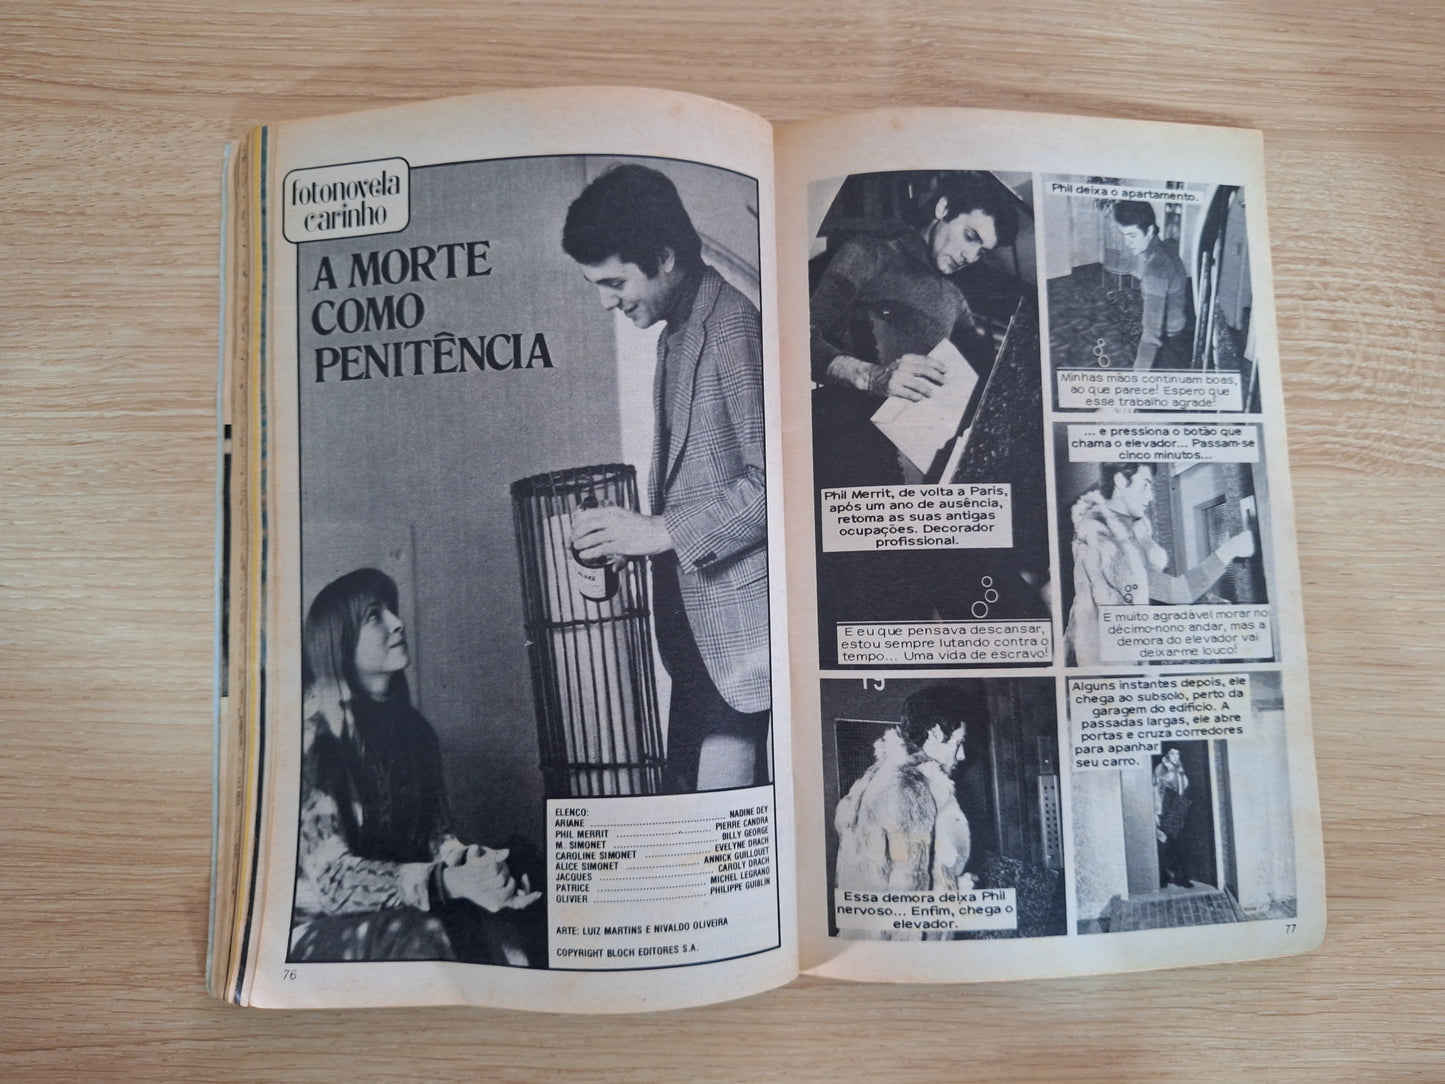 fotonovela
carinho
A MORTE
COMO
PENITÊNCIA
ELENCO:
ARIANE ........ NADINE DEY
PHIL MERRIT ........ PIERRE CANDRA
M. SIMONET ........ BILLY GEORGE
CAROLINE SIMONET ........ EVELYNE DRACH
ALICE SIMONET ........ ANNICK GUILLOUET
JACQUES ........ CAROLY DRACH
PATRICE ........ MICHEL LEGRAND
OLIVIER ........ PHILIPPE GUIBLIN
ARTE: LUIZ MARTINS E NIVALDO OLIVEIRA
COPYRIGHT BLOCH EDITORES S.A.
76
Phil Merrit, de volta a Paris,
após um ano de ausência,
retoma as suas antigas
ocupações. Decorador
profissional.
E eu que pensava descansar,
estou sempre lutando contra o
tempo... Uma vida de escravo!
Phil deixa o apartamento.
Minhas mãos continuam boas,
ao que parece! Espero que
esse trabalho agrade!
... e pressiona o botão que
chama o elevador... Passam-se
cinco minutos...
É muito agradável morar no
décimo-nono andar, mas a
demora do elevador vai
deixar-me louco!
19
Essa demora deixa Phil
nervoso... Enfim, chega o
elevador.
Alguns instantes depois, ele
chega ao subsolo, perto da
garagem do edifício. A
passadas largas, ele abre
portas e cruza corredores
para apanhar
seu carro.
77